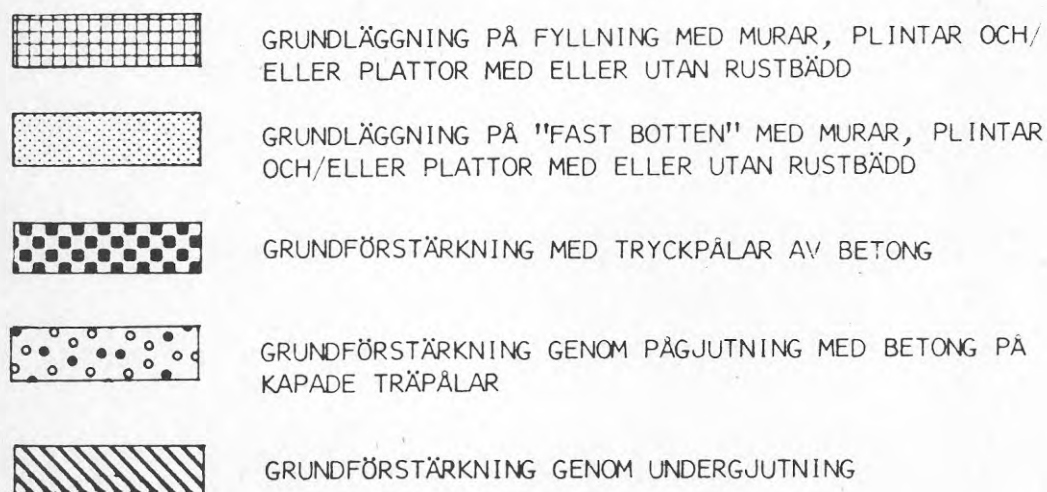 GRUNDLÄGGNING PÅ FYLLNING MED MURAR, PLINTAR OCH/
ELLER PLATTOR MED ELLER UTAN RUSTBÄDD
GRUNDLÄGGNING PÅ "FAST BOTTEN" MED MURAR, PLINTAR
OCH/ELLER PLATTOR MED ELLER UTAN RUSTBÄDD
GRUNDFÖRSTÄRKNING MED TRYCKPÅLAR AV BETONG
GRUNDFÖRSTÄRKNING GENOM PÅGJUTNING MED BETONG PÅ
KAPADE TRÄPÅLAR
GRUNDFÖRSTÄRKNING GENOM UNDERGJUTNING